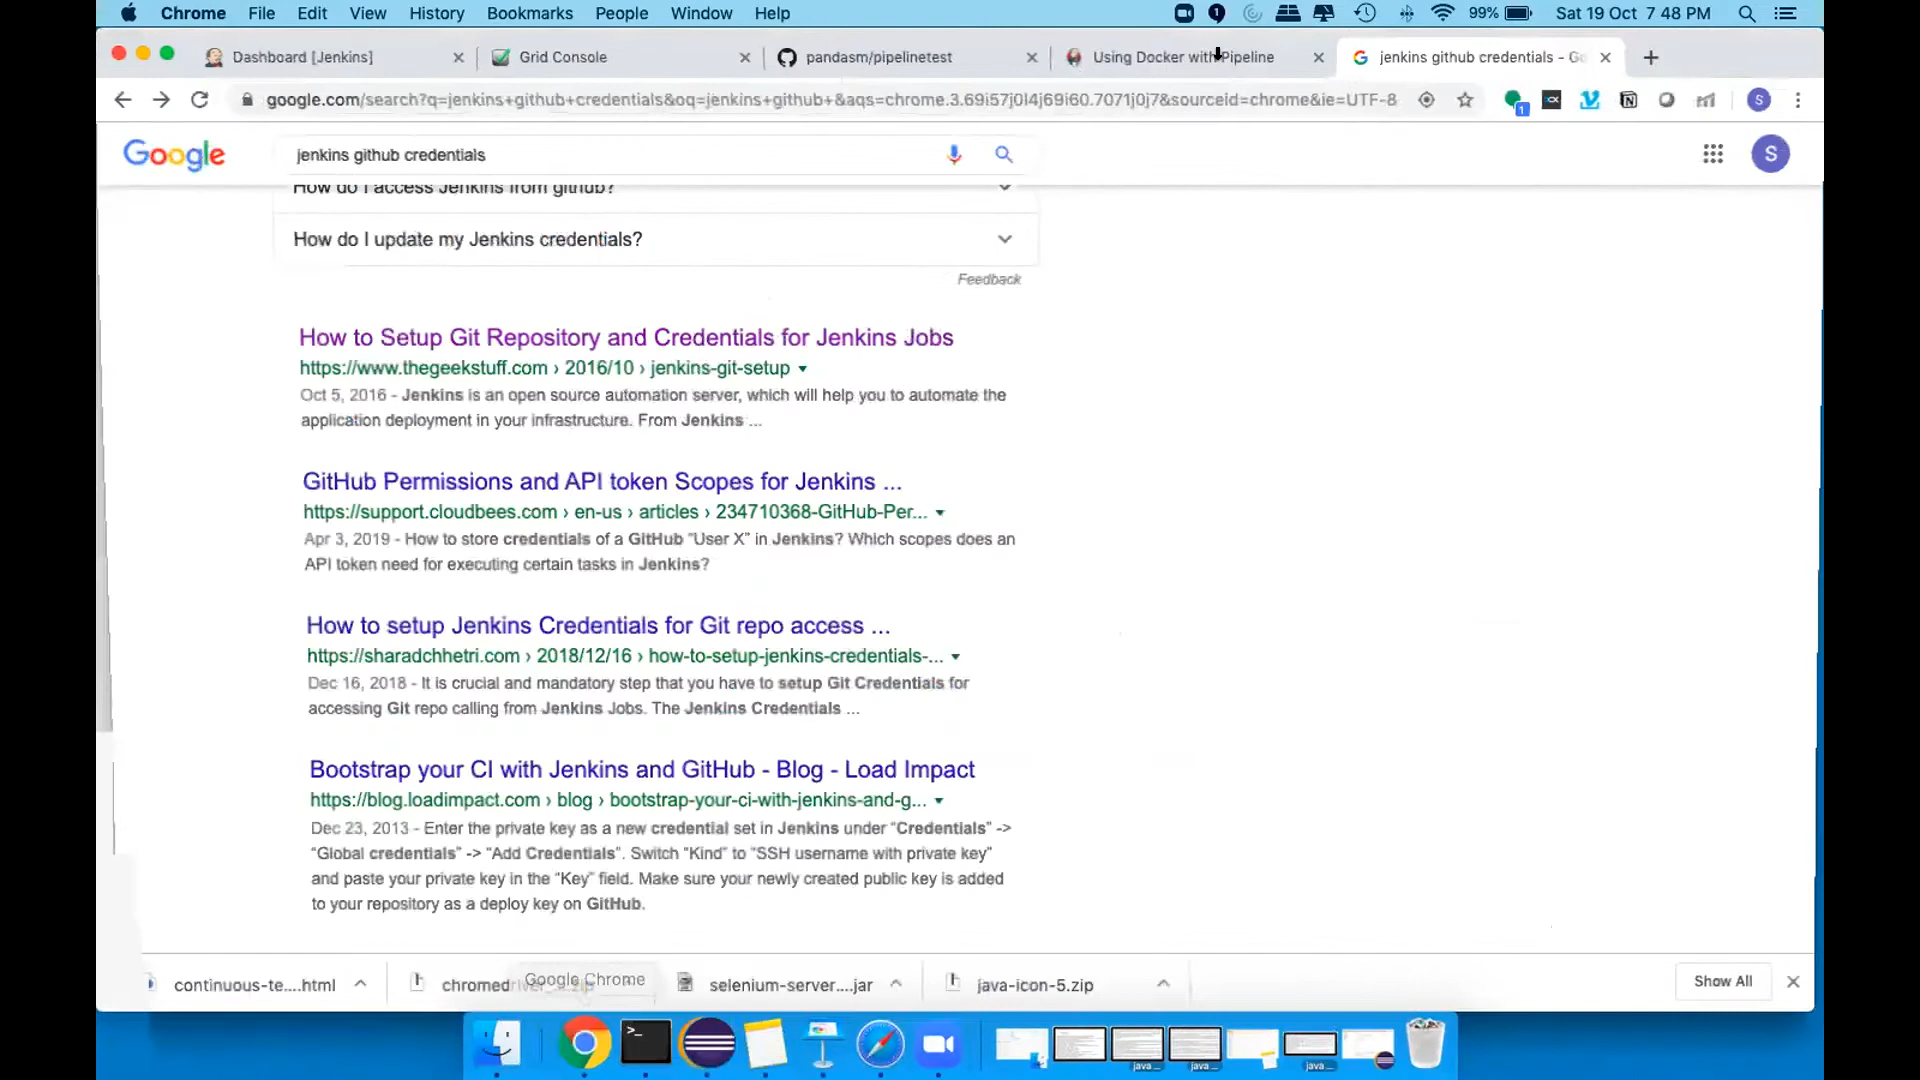 Chrome File Edit View History Bookmarks People Window Help 99% Sat 19 Oct 7:48 PM
Dashboard [Jenkins] Grid Console pandasm/pipelinetest Using Docker with Pipeline jenkins github credentials - Go
google.com/search?q=jenkins+github+credentials&oq=jenkins+github+&aqs=chrome.3.69i57j0l4j69i60.7071j0j7&sourceid=chrome&ie=UTF-8 1 S
Google jenkins github credentials S
How do I access Jenkins from github?
How do I update my Jenkins credentials?
Feedback
How to Setup Git Repository and Credentials for Jenkins Jobs
https://www.thegeekstuff.com › 2016/10 › jenkins-git-setup
Oct 5, 2016 - Jenkins is an open source automation server, which will help you to automate the
application deployment in your infrastructure. From Jenkins ...
GitHub Permissions and API token Scopes for Jenkins ...
https://support.cloudbees.com › en-us › articles › 234710368-GitHub-Per...
Apr 3, 2019 - How to store credentials of a GitHub "User X" in Jenkins? Which scopes does an
API token need for executing certain tasks in Jenkins?
How to setup Jenkins Credentials for Git repo access ...
https://sharadchhetri.com › 2018/12/16 › how-to-setup-jenkins-credentials-...
Dec 16, 2018 - It is crucial and mandatory step that you have to setup Git Credentials for
accessing Git repo calling from Jenkins Jobs. The Jenkins Credentials ...
Bootstrap your CI with Jenkins and GitHub - Blog - Load Impact
https://blog.loadimpact.com › blog › bootstrap-your-ci-with-jenkins-and-g...
Dec 23, 2013 - Enter the private key as a new credential set in Jenkins under "Credentials" ->
"Global credentials" -> "Add Credentials". Switch "Kind" to "SSH username with private key"
and paste your private key in the "Key" field. Make sure your newly created public key is added
to your repository as a deploy key on GitHub.
continuous-te....html Google Chrome selenium-server....jar java-icon-5.zip Show All
java... java... java...